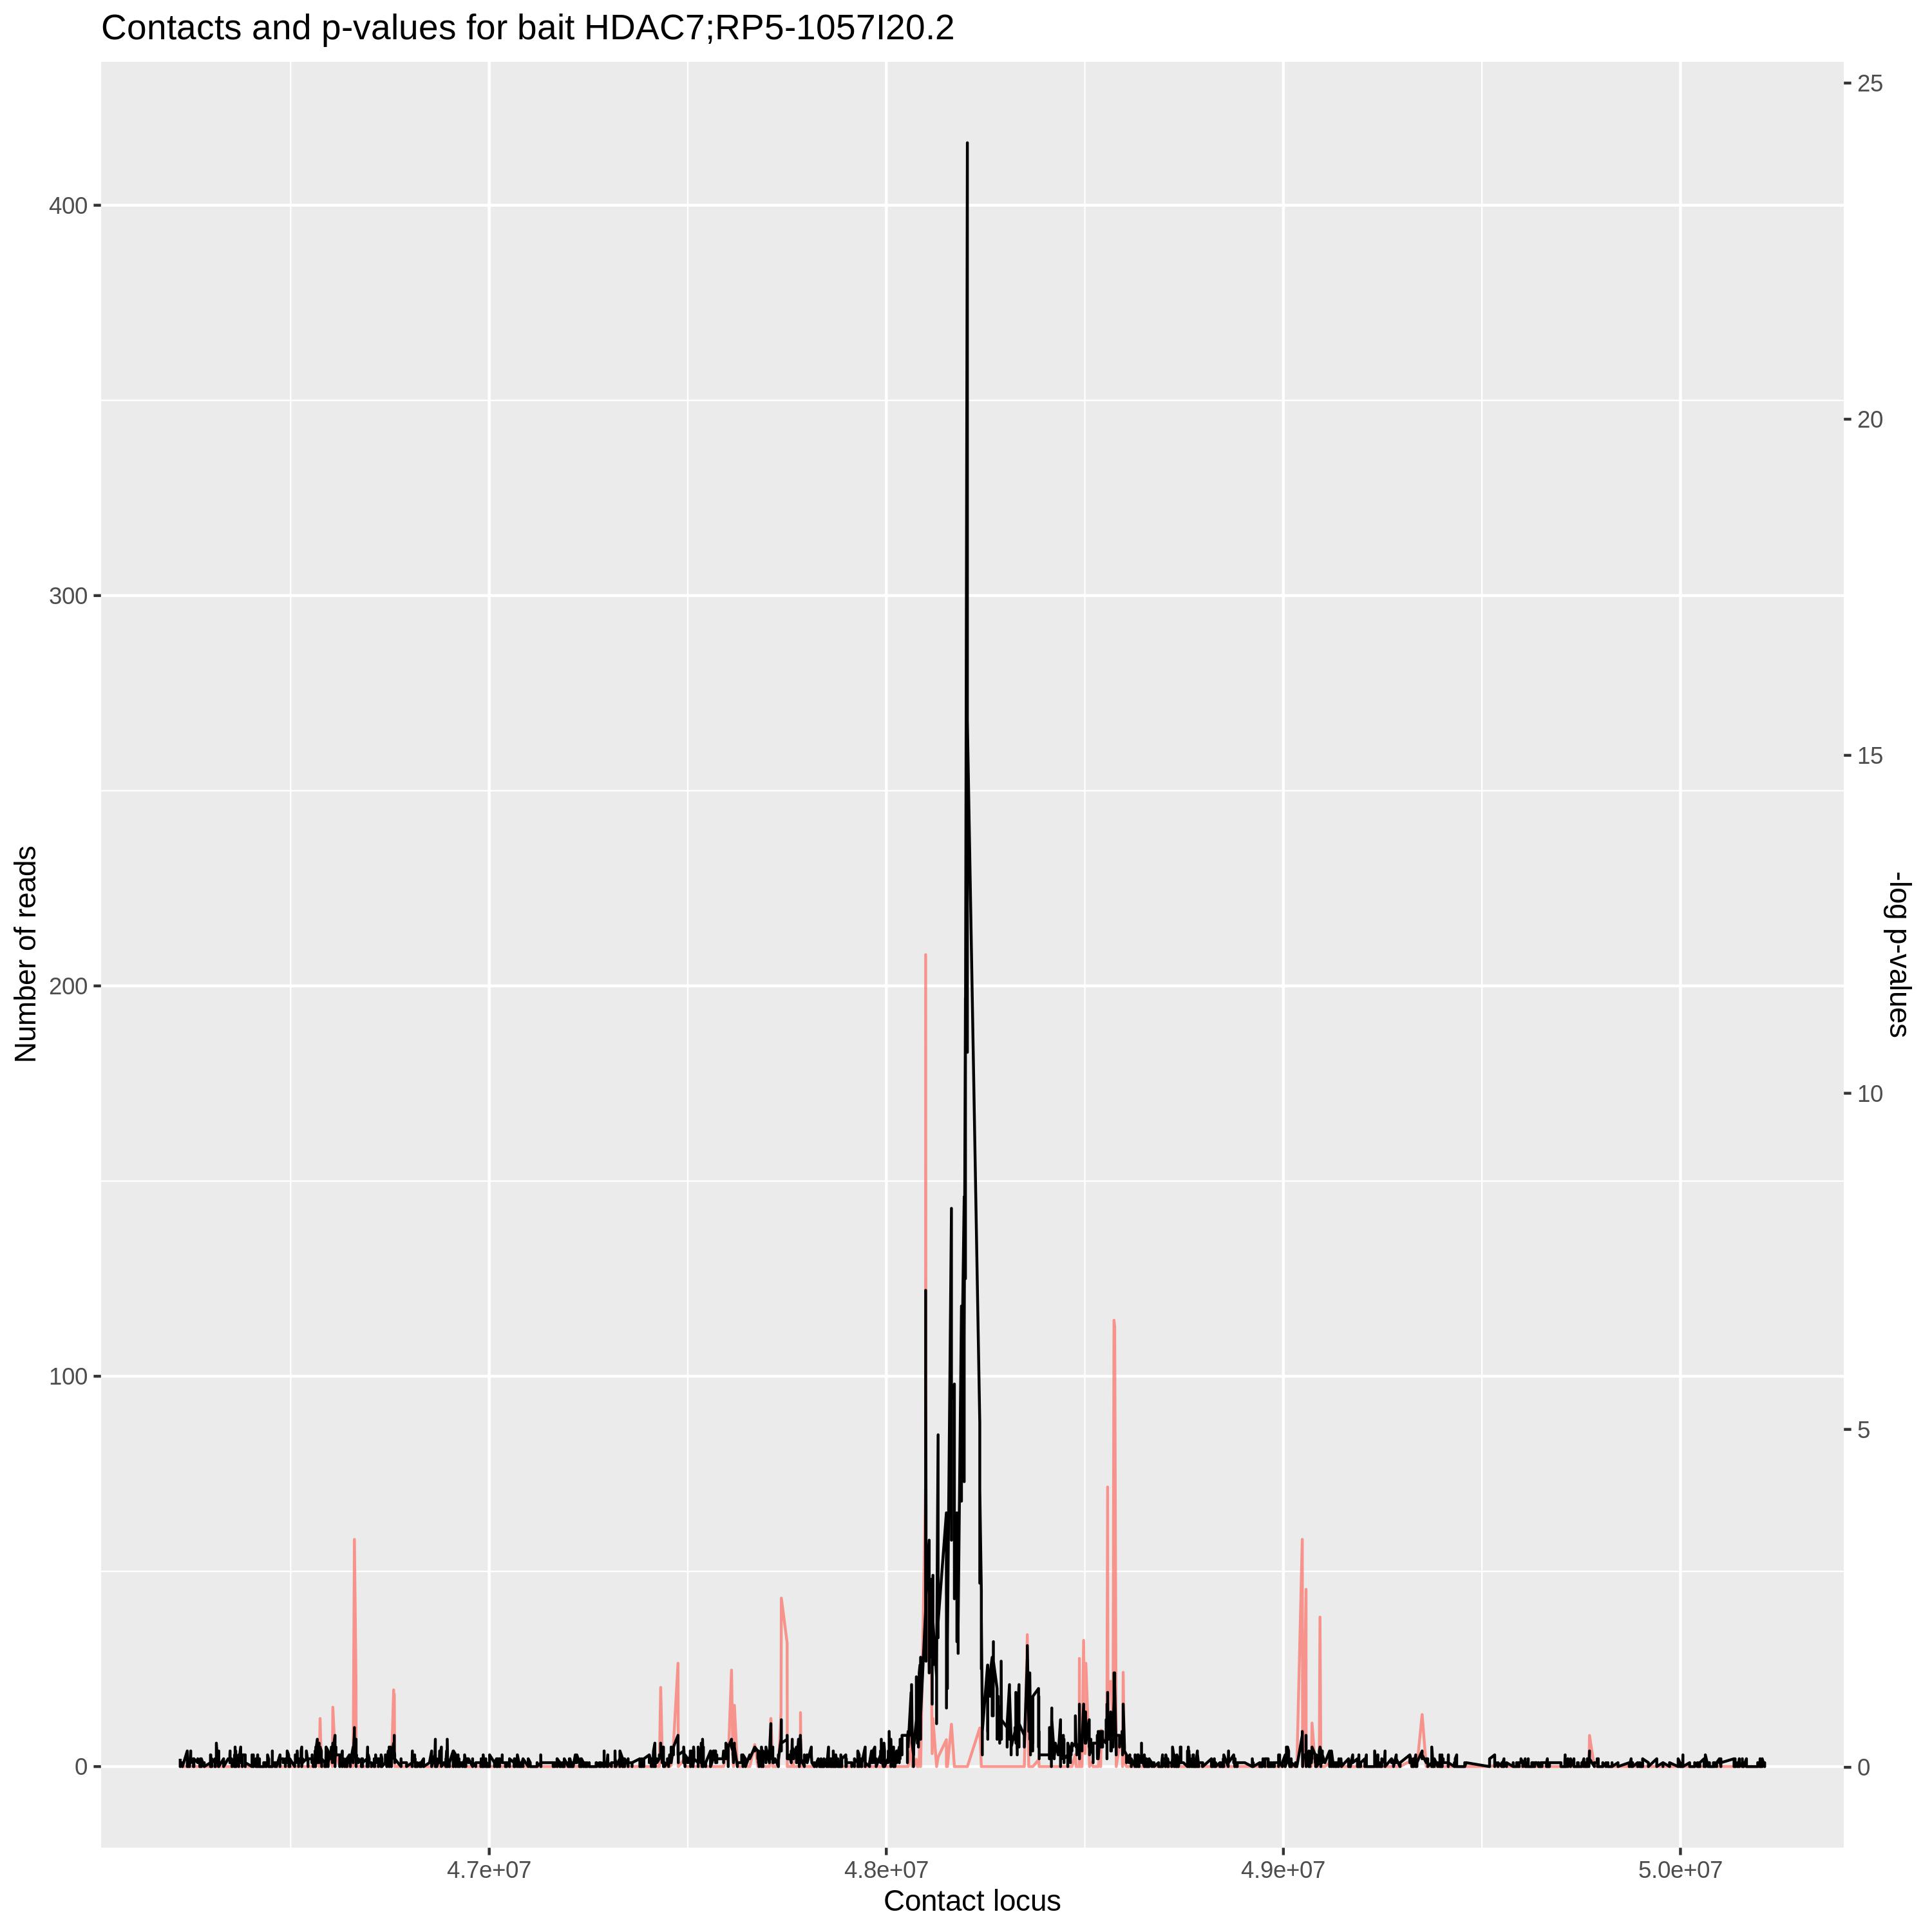 Contacts and p-values for bait HDAC7;RP5-1057I20.2
Number of reads
400
300
200
100
0
25
20
15
10
5
0
-log p-values
4.7e+07
4.8e+07
4.9e+07
5.0e+07
Contact locus